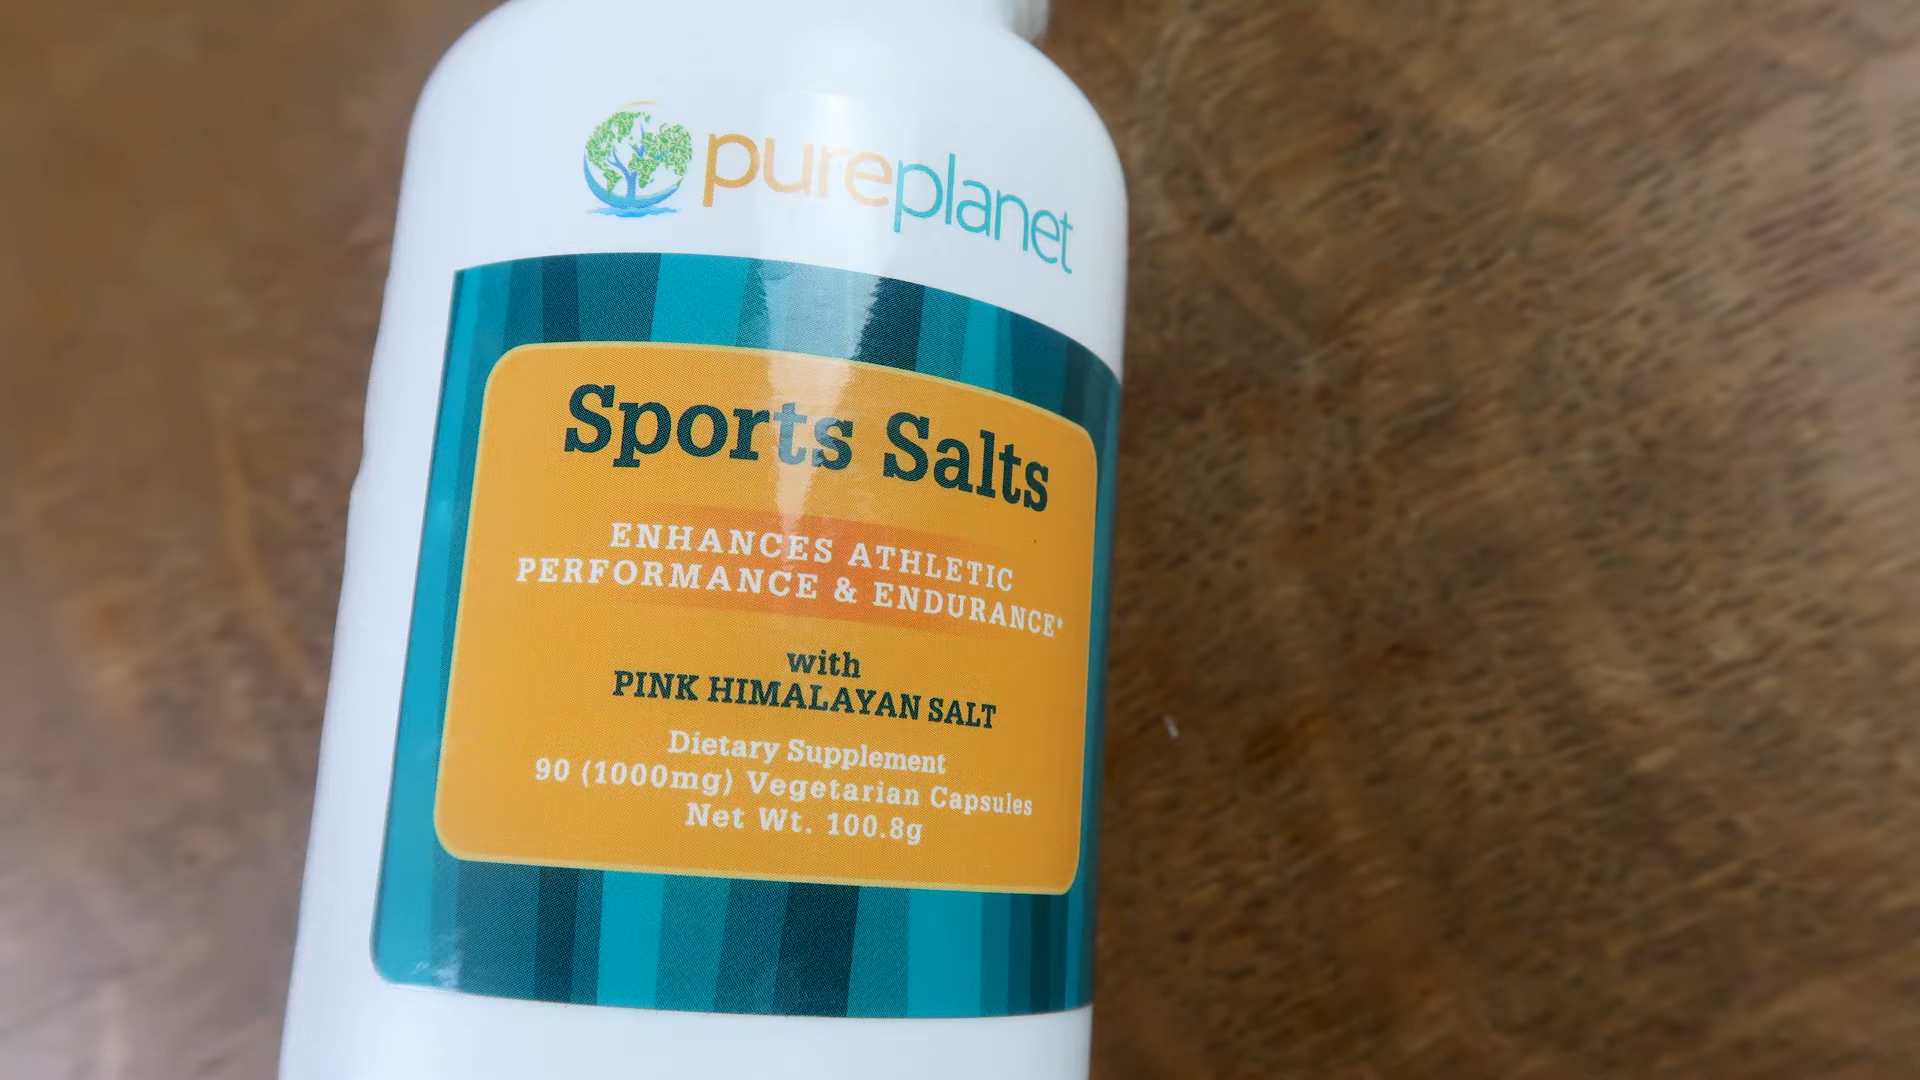 pureplanet
Sports Salts
ENHANCES ATHLETIC
PERFORMANCE & ENDURANCE*
with
PINK HIMALAYAN SALT
Dietary Supplement
90 (1000mg) Vegetarian Capsules
Net Wt. 100.8g